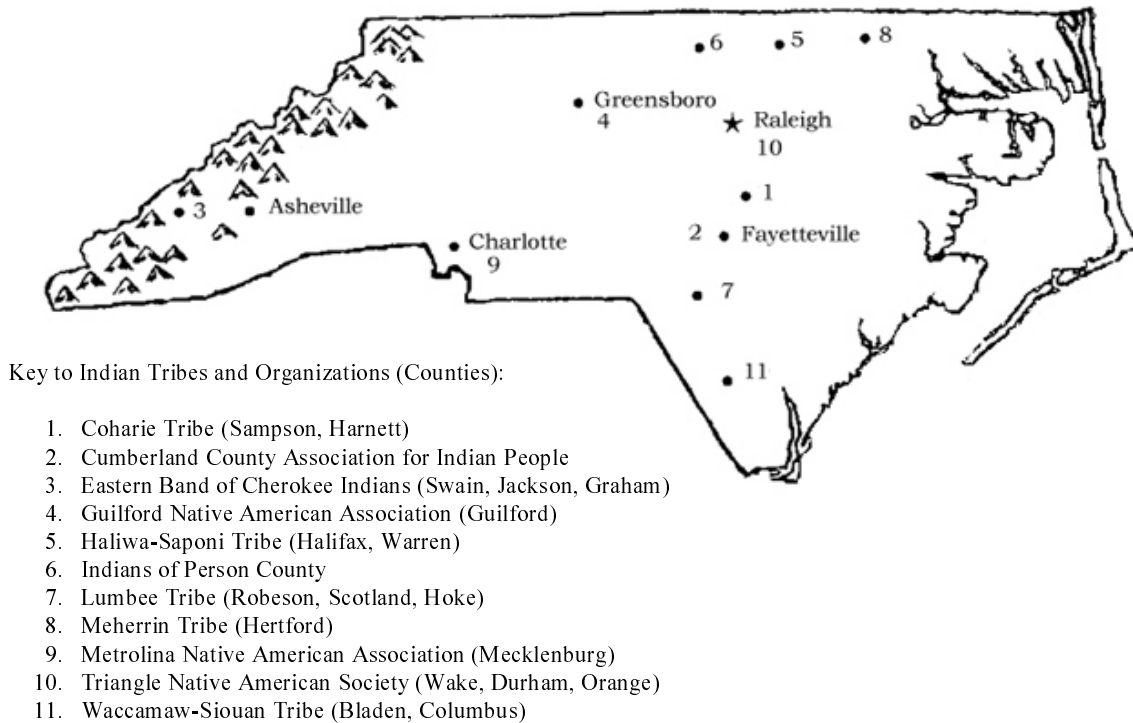 6
5
8
Greensboro
4
Raleigh
10
1
3
Asheville
2
Fayetteville
Charlotte
9
7
11
Key to Indian Tribes and Organizations (Counties):
1. Coharie Tribe (Sampson, Harnett)
2. Cumberland County Association for Indian People
3. Eastern Band of Cherokee Indians (Swain, Jackson, Graham)
4. Guilford Native American Association (Guilford)
5. Haliwa-Saponi Tribe (Halifax, Warren)
6. Indians of Person County
7. Lumbee Tribe (Robeson, Scotland, Hoke)
8. Meherrin Tribe (Hertford)
9. Metrolina Native American Association (Mecklenburg)
10. Triangle Native American Society (Wake, Durham, Orange)
11. Waccamaw-Siouan Tribe (Bladen, Columbus)